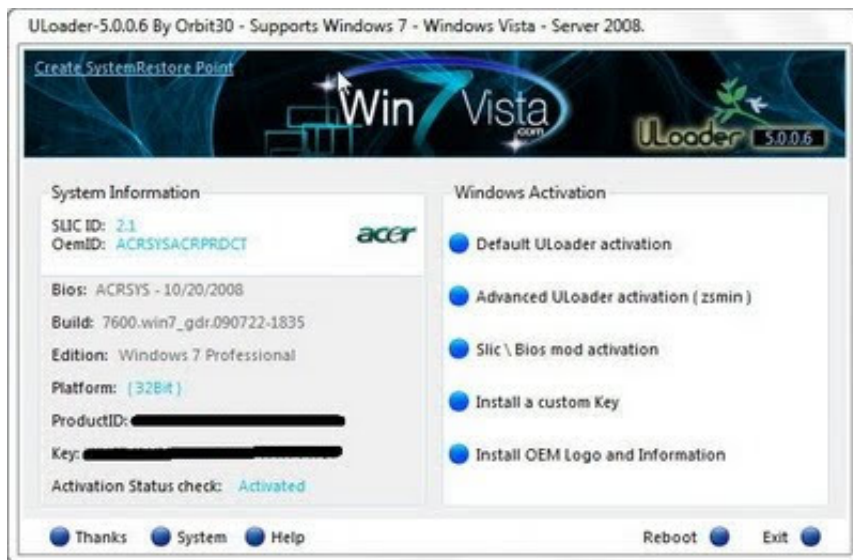 ULoader-5.0.0.6 By Orbit30 - Supports Windows 7 - Windows Vista - Server 2008.
Create SystemRestore Point
Win 7 Vista .com
ULoader 5.0.0.6
System Information
SLIC ID: 2.1
OemID: ACRSYSACRPRDCT
acer
Bios: ACRSYS - 10/20/2008
Build: 7600.win7_gdr.090722-1835
Edition: Windows 7 Professional
Platform: (32Bit)
ProductID:
Key:
Activation Status check: Activated
Windows Activation
Default ULoader activation
Advanced ULoader activation ( zsmin )
Slic \ Bios mod activation
Install a custom Key
Install OEM Logo and Information
Thanks System Help Reboot Exit